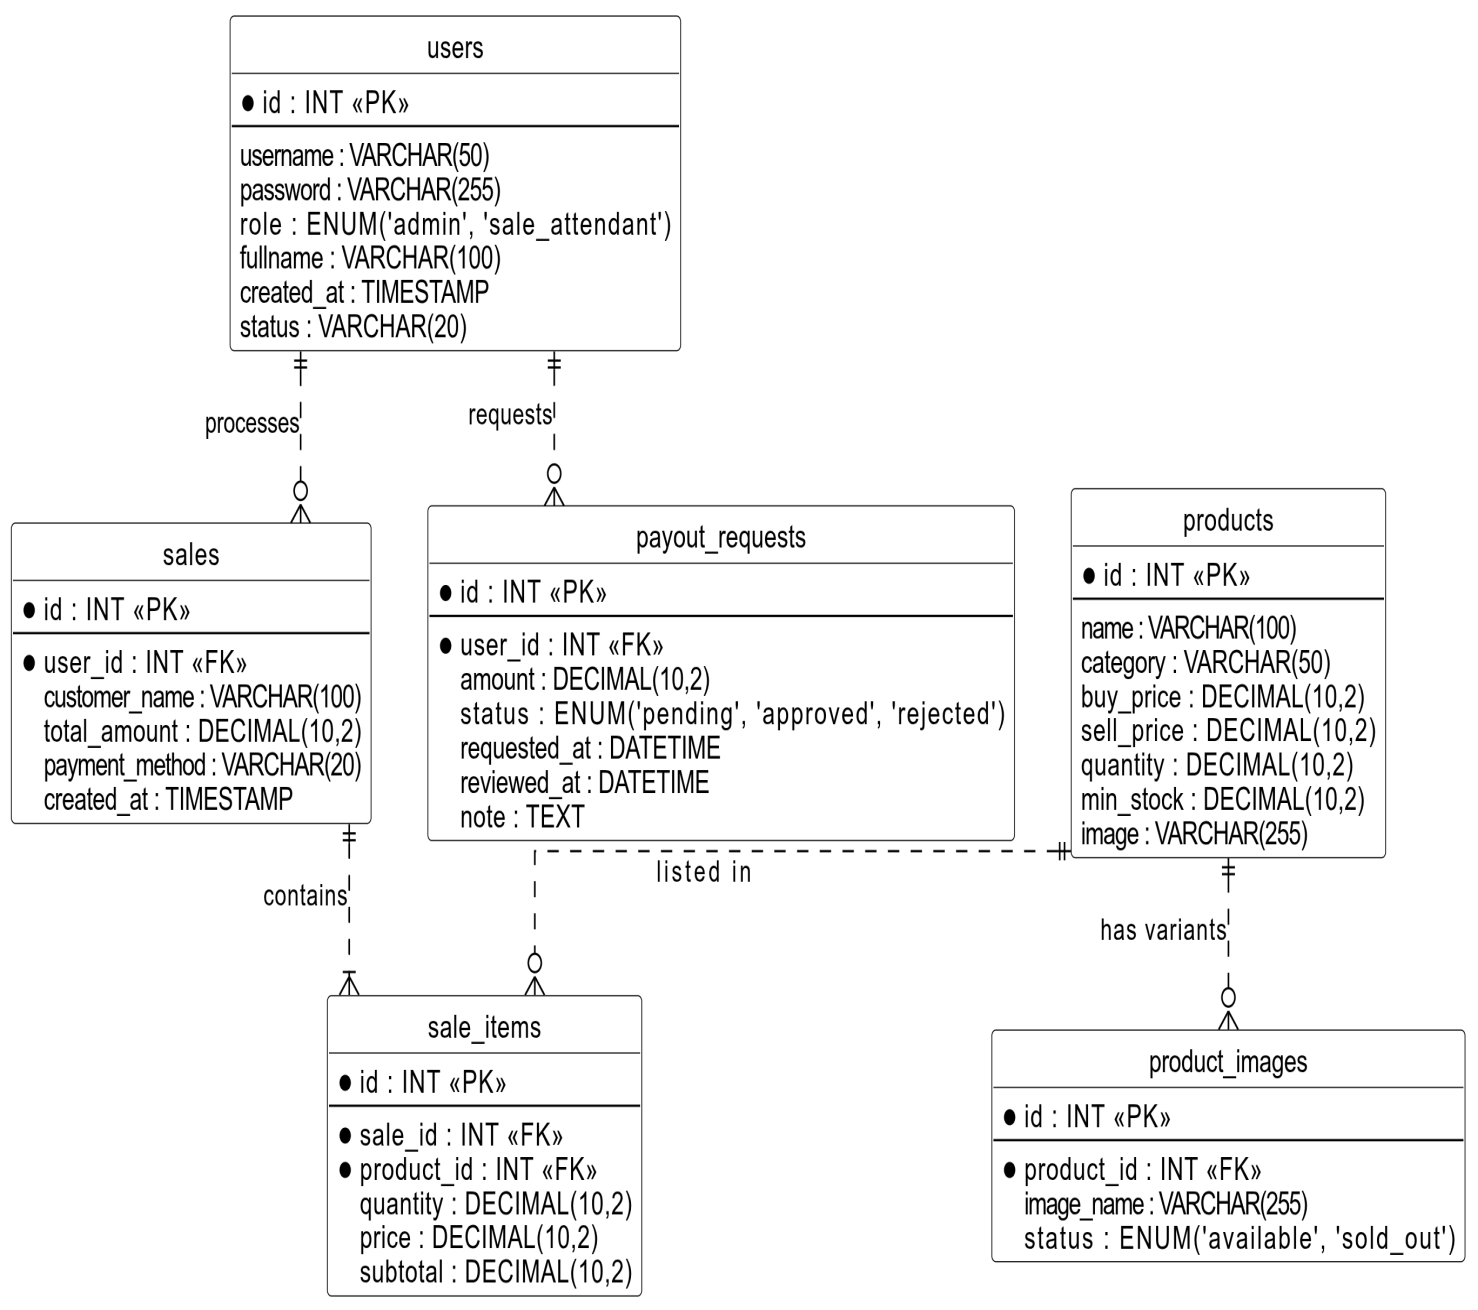 users
id : INT «PK»
username : VARCHAR(50)
password : VARCHAR(255)
role : ENUM('admin', 'sale_attendant')
fullname : VARCHAR(100)
created_at : TIMESTAMP
status : VARCHAR(20)
processes
requests
sales
id : INT «PK»
user_id : INT «FK»
customer_name : VARCHAR(100)
total_amount : DECIMAL(10,2)
payment_method : VARCHAR(20)
created_at : TIMESTAMP
payout_requests
id : INT «PK»
user_id : INT «FK»
amount : DECIMAL(10,2)
status : ENUM('pending', 'approved', 'rejected')
requested_at : DATETIME
reviewed_at : DATETIME
note : TEXT
products
id : INT «PK»
name : VARCHAR(100)
category : VARCHAR(50)
buy_price : DECIMAL(10,2)
sell_price : DECIMAL(10,2)
quantity : DECIMAL(10,2)
min_stock : DECIMAL(10,2)
image : VARCHAR(255)
contains
listed in
has variants
sale_items
id : INT «PK»
sale_id : INT «FK»
product_id : INT «FK»
quantity : DECIMAL(10,2)
price : DECIMAL(10,2)
subtotal : DECIMAL(10,2)
product_images
id : INT «PK»
product_id : INT «FK»
image_name : VARCHAR(255)
status : ENUM('available', 'sold_out')